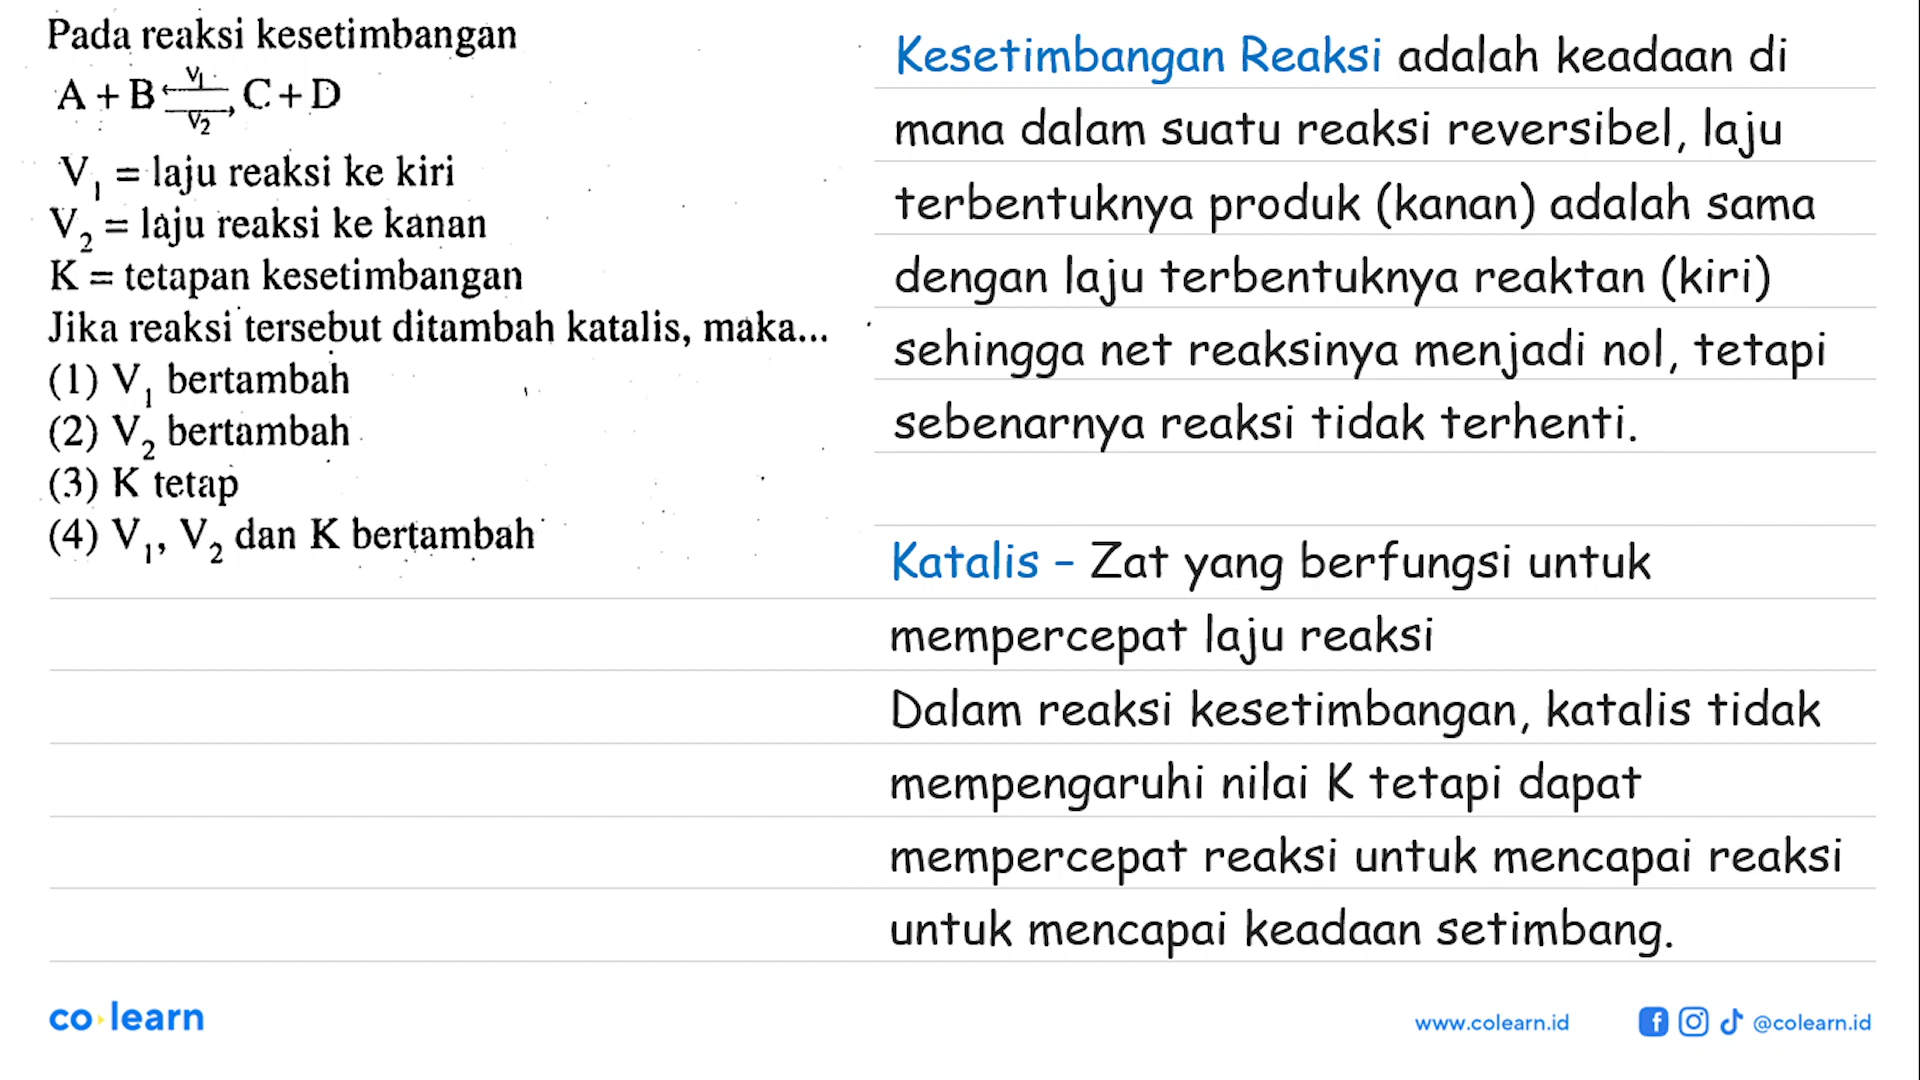 Pada reaksi kesetimbangan
A + B ⇄ C + D
V₁
V₂
V₁ = laju reaksi ke kiri
V₂ = laju reaksi ke kanan
K = tetapan kesetimbangan
Jika reaksi tersebut ditambah katalis, maka...
(1) V₁ bertambah
(2) V₂ bertambah
(3) K tetap
(4) V₁, V₂ dan K bertambah
Kesetimbangan Reaksi adalah keadaan di
mana dalam suatu reaksi reversibel, laju
terbentuknya produk (kanan) adalah sama
dengan laju terbentuknya reaktan (kiri)
sehingga net reaksinya menjadi nol, tetapi
sebenarnya reaksi tidak terhenti.
Katalis – Zat yang berfungsi untuk
mempercepat laju reaksi
Dalam reaksi kesetimbangan, katalis tidak
mempengaruhi nilai K tetapi dapat
mempercepat reaksi untuk mencapai reaksi
untuk mencapai keadaan setimbang.
co learn
www.colearn.id
@colearn.id